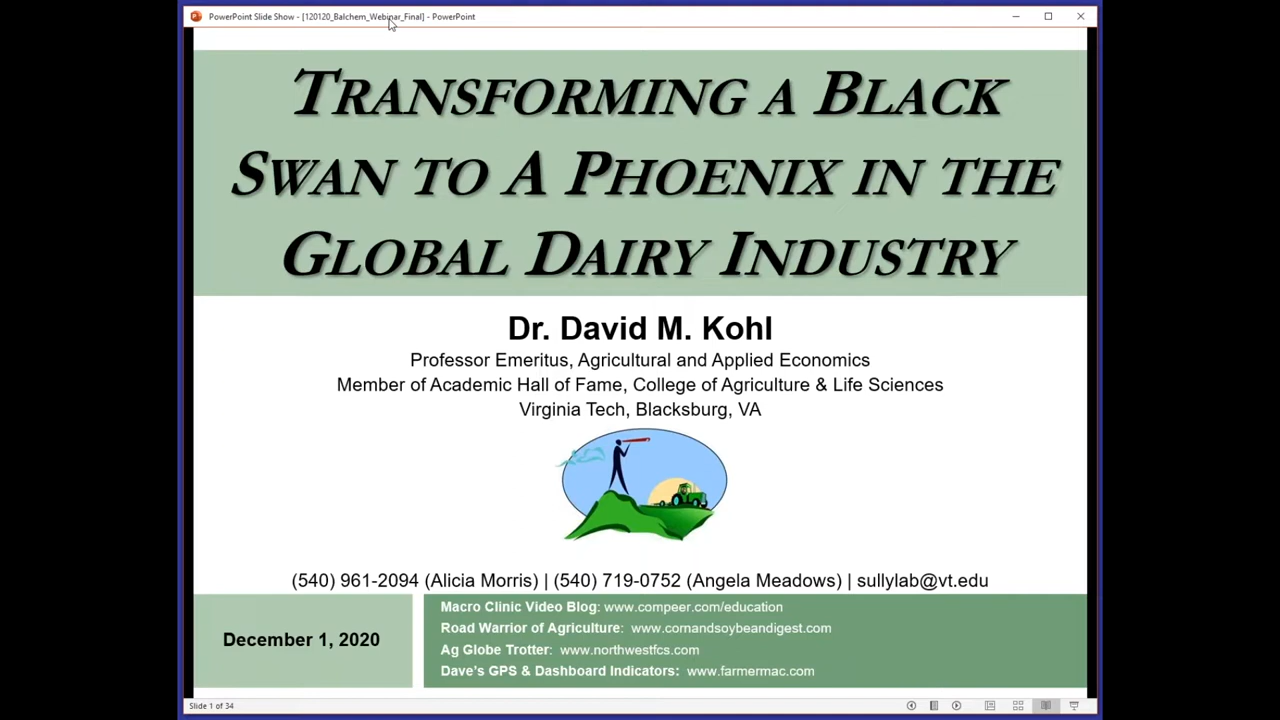 PowerPoint Slide Show - [120120_Balchern_Webinar_Final] - PowerPoint
TRANSFORMING A BLACK
SWAN TO A PHOENIX IN THE
GLOBAL DAIRY INDUSTRY
Dr. David M. Kohl
Professor Emeritus, Agricultural and Applied Economics
Member of Academic Hall of Fame, College of Agriculture & Life Sciences
Virginia Tech, Blacksburg, VA
(540) 961-2094 (Alicia Morris) | (540) 719-0752 (Angela Meadows) | sullylab@vt.edu
December 1, 2020
Macro Clinic Video Blog: www.compeer.com/education
Road Warrior of Agriculture: www.cornandsoybeandigest.com
Ag Globe Trotter: www.northwestfcs.com
Dave's GPS & Dashboard Indicators: www.farmermac.com
Slide 1 of 34